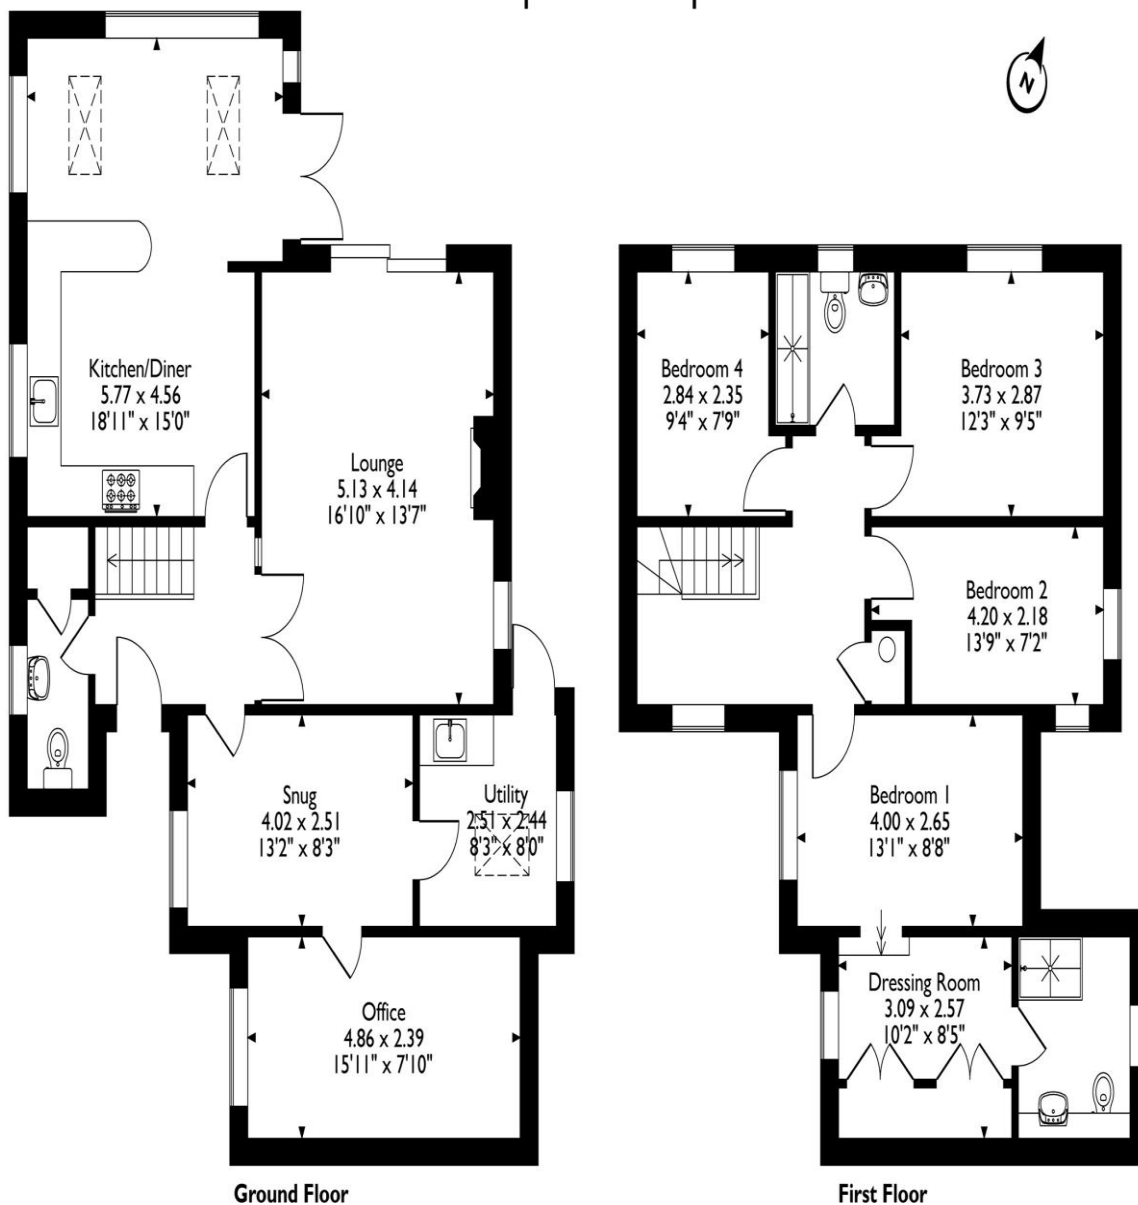 N
Kitchen/Diner
5.77 x 4.56
18'11" x 15'0"
Lounge
5.13 x 4.14
16'10" x 13'7"
Snug
4.02 x 2.51
13'2" x 8'3"
Utility
2.51 x 2.44
8'3" x 8'0"
Office
4.86 x 2.39
15'11" x 7'10"
Ground Floor
Bedroom 4
2.84 x 2.35
9'4" x 7'9"
Bedroom 3
3.73 x 2.87
12'3" x 9'5"
Bedroom 2
4.20 x 2.18
13'9" x 7'2"
Bedroom 1
4.00 x 2.65
13'1" x 8'8"
Dressing Room
3.09 x 2.57
10'2" x 8'5"
First Floor